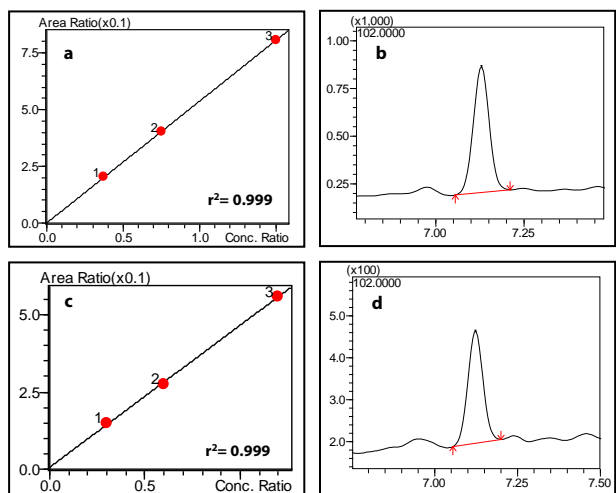 Area Ratio(x0.1)
a
7.5
5.0
2.5
0.0
1
2
3
r²= 0.999
0.0
0.5
1.0
Conc. Ratio
(x1,000)
102.0000
b
1.00
0.75
0.50
0.25
7.00
7.25
Area Ratio(x0.1)
c
5.0
2.5
0.0
1
2
3
r²= 0.999
0.0
0.5
Conc. Ratio
(x100)
102.0000
d
5.0
4.0
3.0
2.0
7.00
7.25
7.50